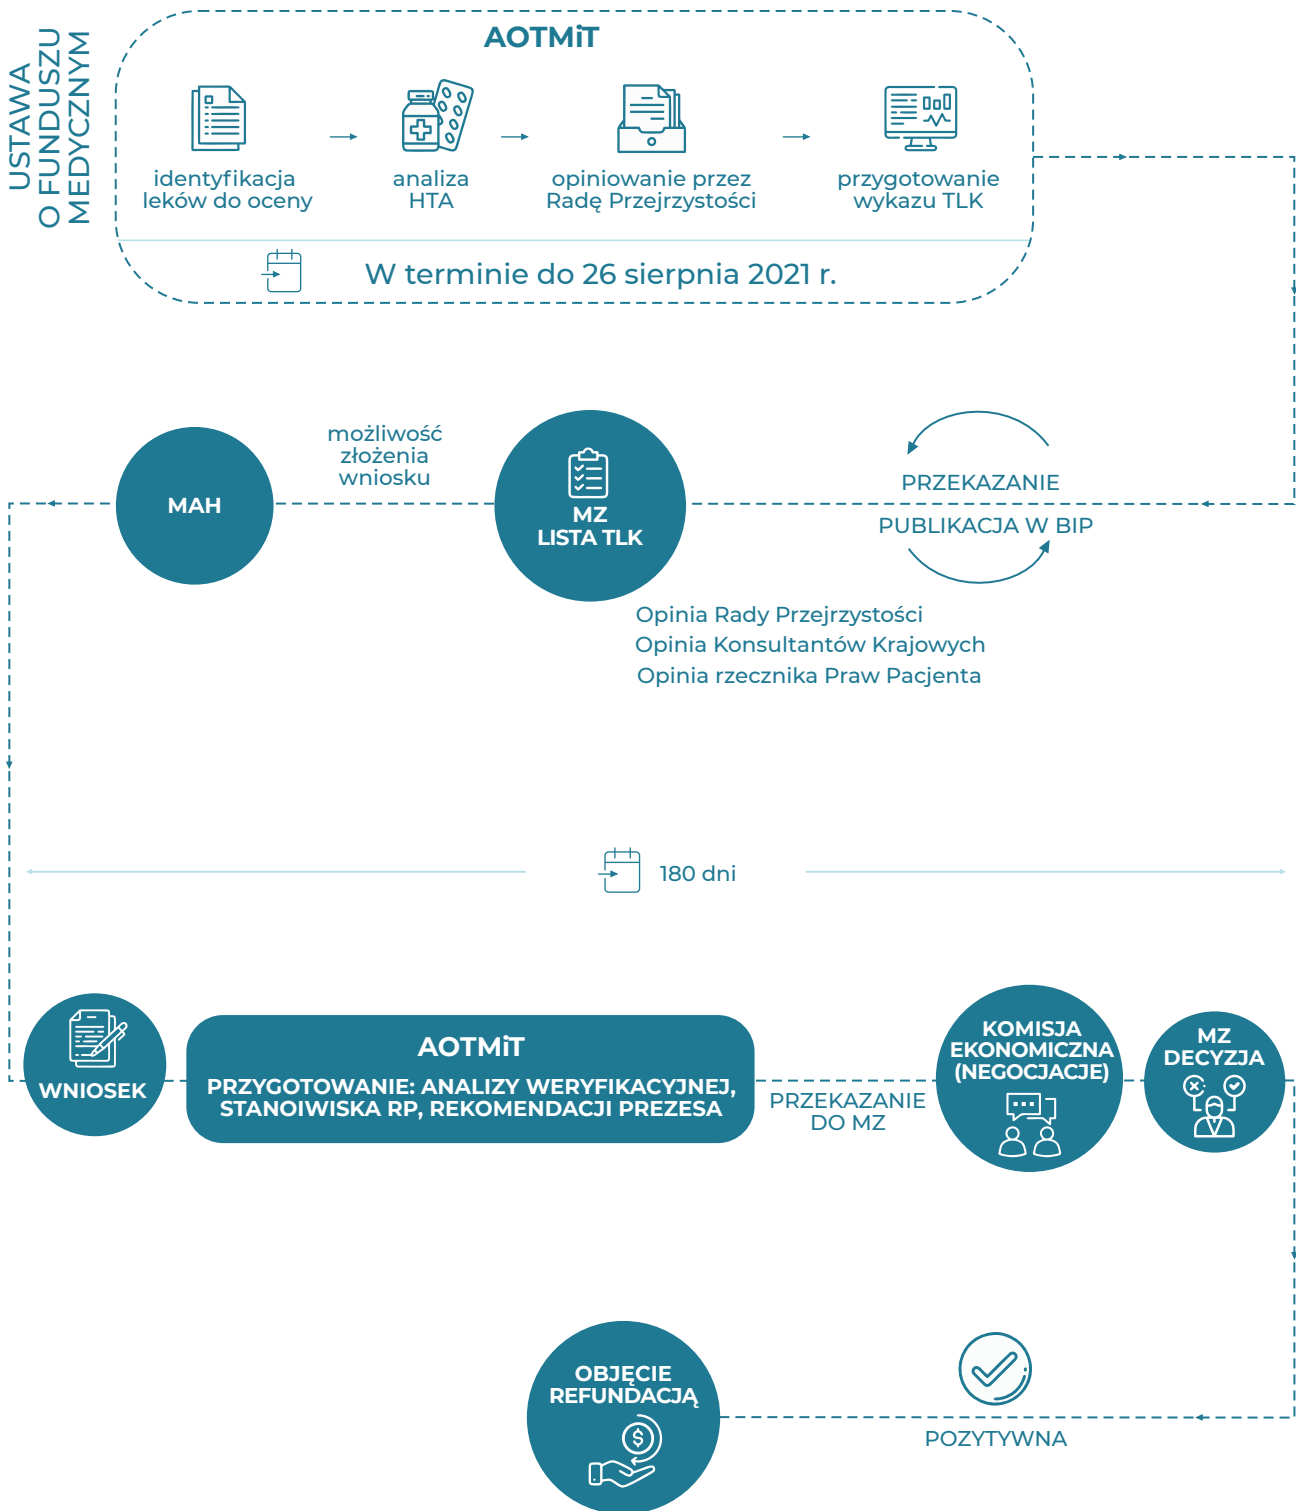 USTAWA
O FUNDUSZU
MEDYCZNYM
AOTMiT
identyfikacja
leków do oceny
analiza
HTA
opiniowanie przez
Radę Przejrzystości
przygotowanie
wykazu TLK
W terminie do 26 sierpnia 2021 r.
MAH
możliwość
złożenia
wniosku
MZ
LISTA TLK
PRZEKAZANIE
PUBLIKACJA W BIP
Opinia Rady Przejrzystości
Opinia Konsultantów Krajowych
Opinia rzecznika Praw Pacjenta
180 dni
WNIOSEK
AOTMiT
PRZYGOTOWANIE: ANALIZY WERYFIKACYJNEJ,
STANOIWISKA RP, REKOMENDACJI PREZESA
PRZEKAZANIE
DO MZ
KOMISJA
EKONOMICZNA
(NEGOCJACJE)
MZ
DECYZJA
OBJĘCIE
REFUNDACJĄ
$
POZYTYWNA